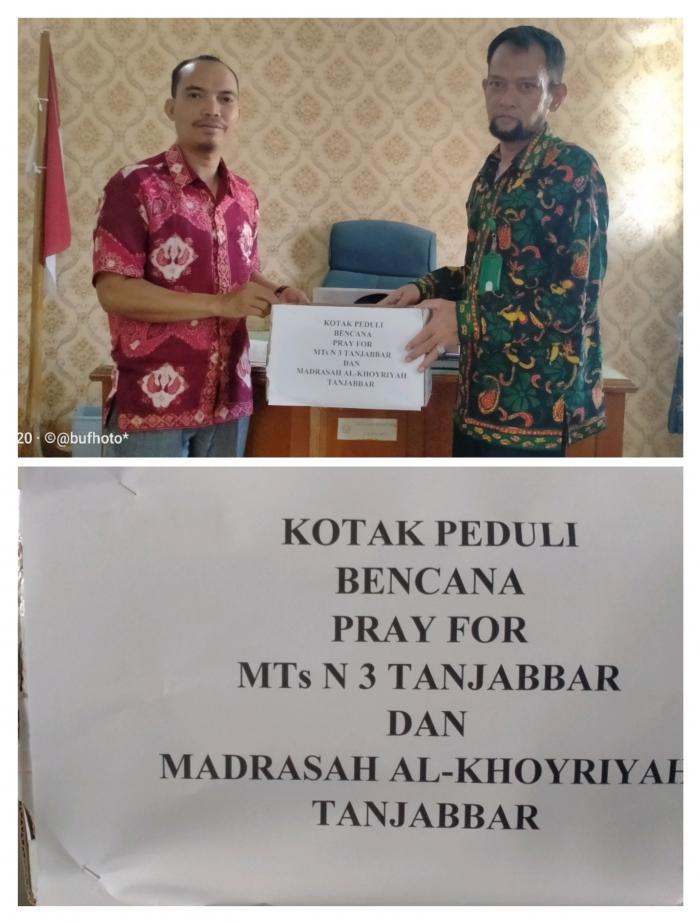 KOTAK PEDULI
BENCANA
PRAY FOR
MTs N 3 TANJABBAR
DAN
MADRASAH AL-KHOYRIYAH
TANJABBAR
20 · ©@bufhoto*
KOTAK PEDULI
BENCANA
PRAY FOR
MTs N 3 TANJABBAR
DAN
MADRASAH AL-KHOYRIYAH
TANJABBAR